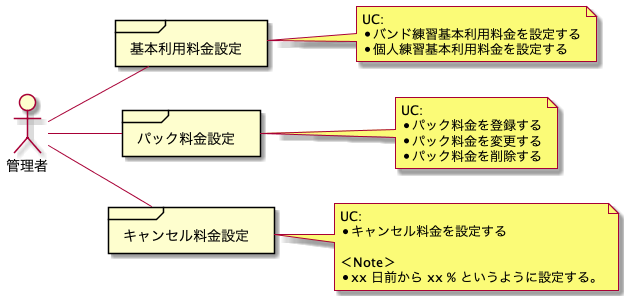 基本利用料金設定
UC:
•バンド練習基本利用料金を設定する
•個人練習基本利用料金を設定する
管理者
パック料金設定
UC:
•パック料金を登録する
•パック料金を変更する
•パック料金を削除する
キャンセル料金設定
UC:
•キャンセル料金を設定する
＜Note＞
•xx 日前から xx % というように設定する。